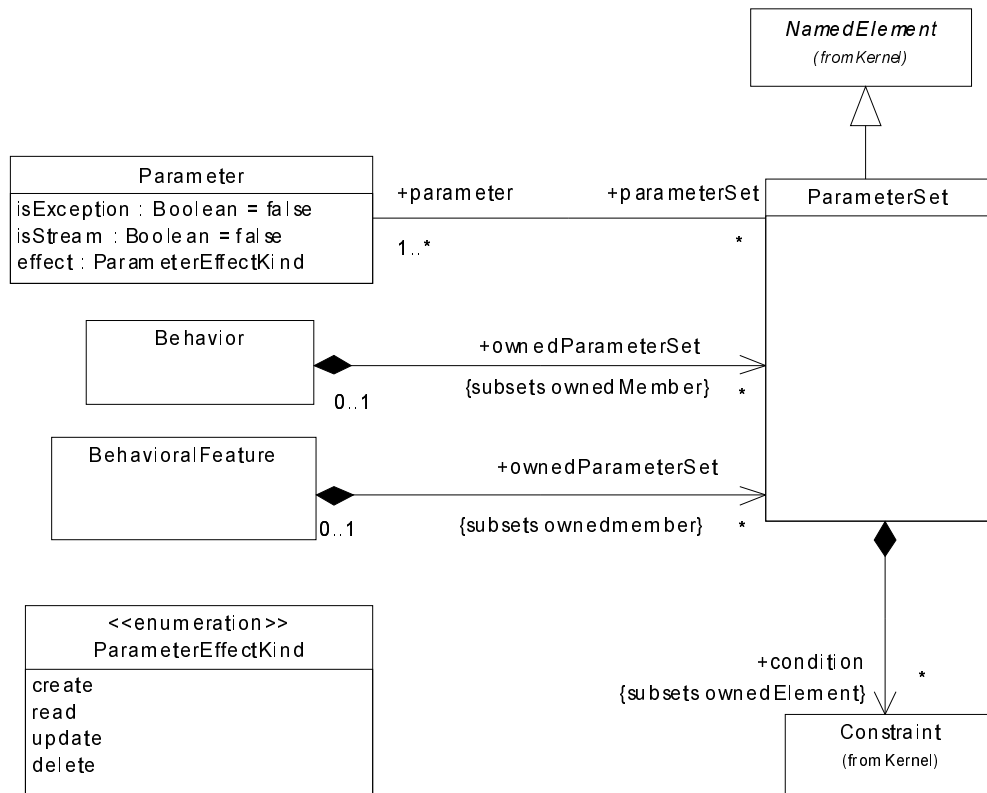 NamedElement
(from Kernel)
Parameter
isException : Boolean = false
isStream : Boolean = false
effect : ParameterEffectKind
+parameter
+parameterSet
1..*
*
ParameterSet
Behavior
+ownedParameterSet
{subsets ownedMember}
0..1
*
BehavioralFeature
+ownedParameterSet
{subsets ownedmember}
0..1
*
<<enumeration>>
ParameterEffectKind
create
read
update
delete
+condition
*
{subsets ownedElement}
Constraint
(from Kernel)